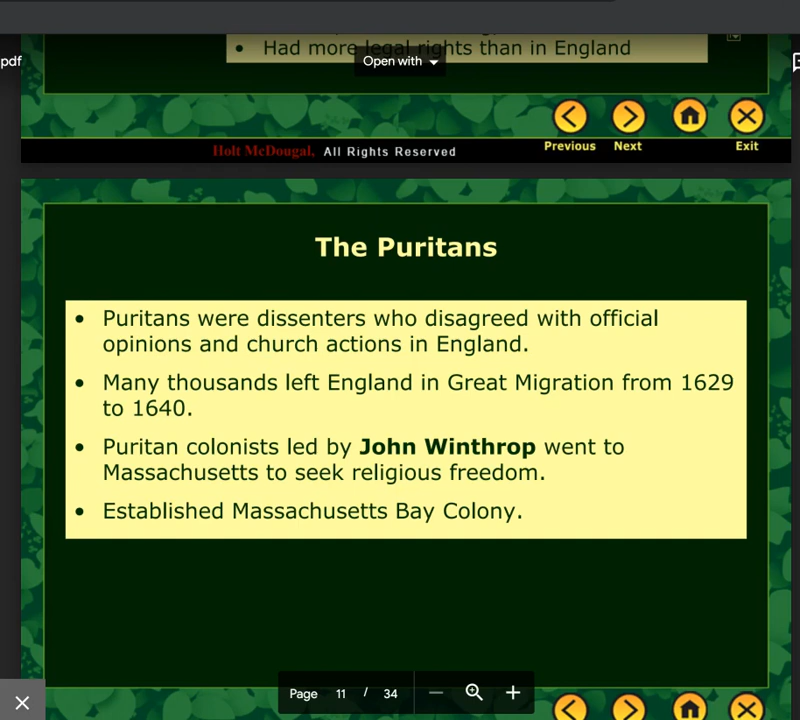 • Had more legal rights than in England
pdf
Open with
Previous Next Exit
Holt McDougal, All Rights Reserved
The Puritans
• Puritans were dissenters who disagreed with official
opinions and church actions in England.
• Many thousands left England in Great Migration from 1629
to 1640.
• Puritan colonists led by John Winthrop went to
Massachusetts to seek religious freedom.
• Established Massachusetts Bay Colony.
Page 11 / 34